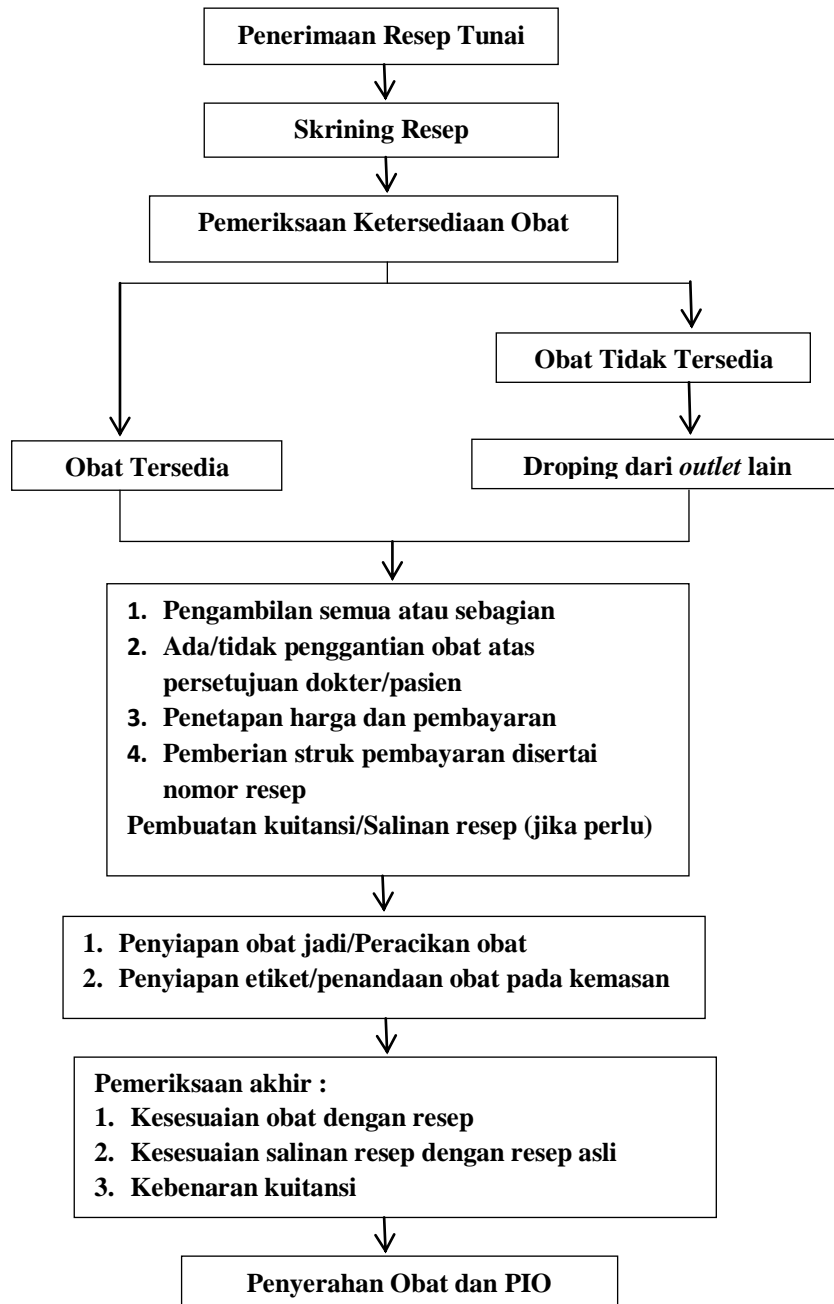 Penerimaan Resep Tunai
Skrining Resep
Pemeriksaan Ketersediaan Obat
Obat Tidak Tersedia
Obat Tersedia
Droping dari outlet lain
1. Pengambilan semua atau sebagian
2. Ada/tidak penggantian obat atas
persetujuan dokter/pasien
3. Penetapan harga dan pembayaran
4. Pemberian struk pembayaran disertai
nomor resep
Pembuatan kuitansi/Salinan resep (jika perlu)
1. Penyiapan obat jadi/Peracikan obat
2. Penyiapan etiket/penandaan obat pada kemasan
Pemeriksaan akhir :
1. Kesesuaian obat dengan resep
2. Kesesuaian salinan resep dengan resep asli
3. Kebenaran kuitansi
Penyerahan Obat dan PIO